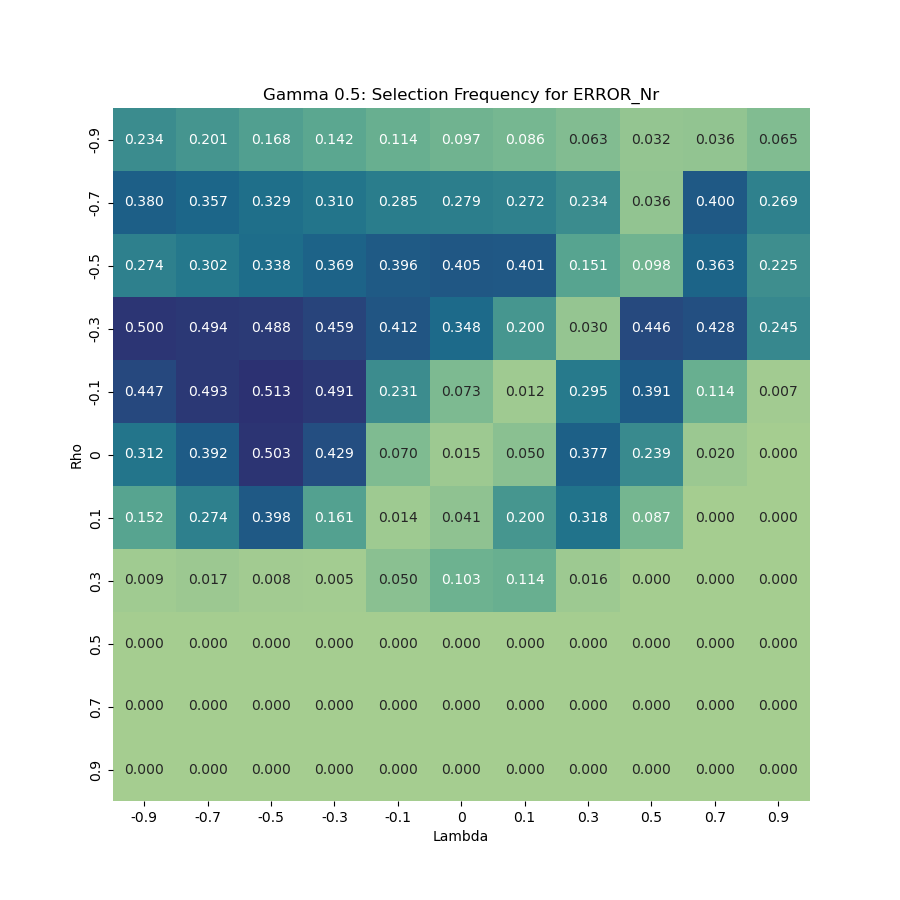 Gamma 0.5: Selection Frequency for ERROR_Nr
-0.9 0.234 0.201 0.168 0.142 0.114 0.097 0.086 0.063 0.032 0.036 0.065
-0.7 0.380 0.357 0.329 0.310 0.285 0.279 0.272 0.234 0.036 0.400 0.269
-0.5 0.274 0.302 0.338 0.369 0.396 0.405 0.401 0.151 0.098 0.363 0.225
-0.3 0.500 0.494 0.488 0.459 0.412 0.348 0.200 0.030 0.446 0.428 0.245
-0.1 0.447 0.493 0.513 0.491 0.231 0.073 0.012 0.295 0.391 0.114 0.007
Rho
0 0.312 0.392 0.503 0.429 0.070 0.015 0.050 0.377 0.239 0.020 0.000
0.1 0.152 0.274 0.398 0.161 0.014 0.041 0.200 0.318 0.087 0.000 0.000
0.3 0.009 0.017 0.008 0.005 0.050 0.103 0.114 0.016 0.000 0.000 0.000
0.5 0.000 0.000 0.000 0.000 0.000 0.000 0.000 0.000 0.000 0.000 0.000
0.7 0.000 0.000 0.000 0.000 0.000 0.000 0.000 0.000 0.000 0.000 0.000
0.9 0.000 0.000 0.000 0.000 0.000 0.000 0.000 0.000 0.000 0.000 0.000
-0.9 -0.7 -0.5 -0.3 -0.1 0 0.1 0.3 0.5 0.7 0.9
Lambda